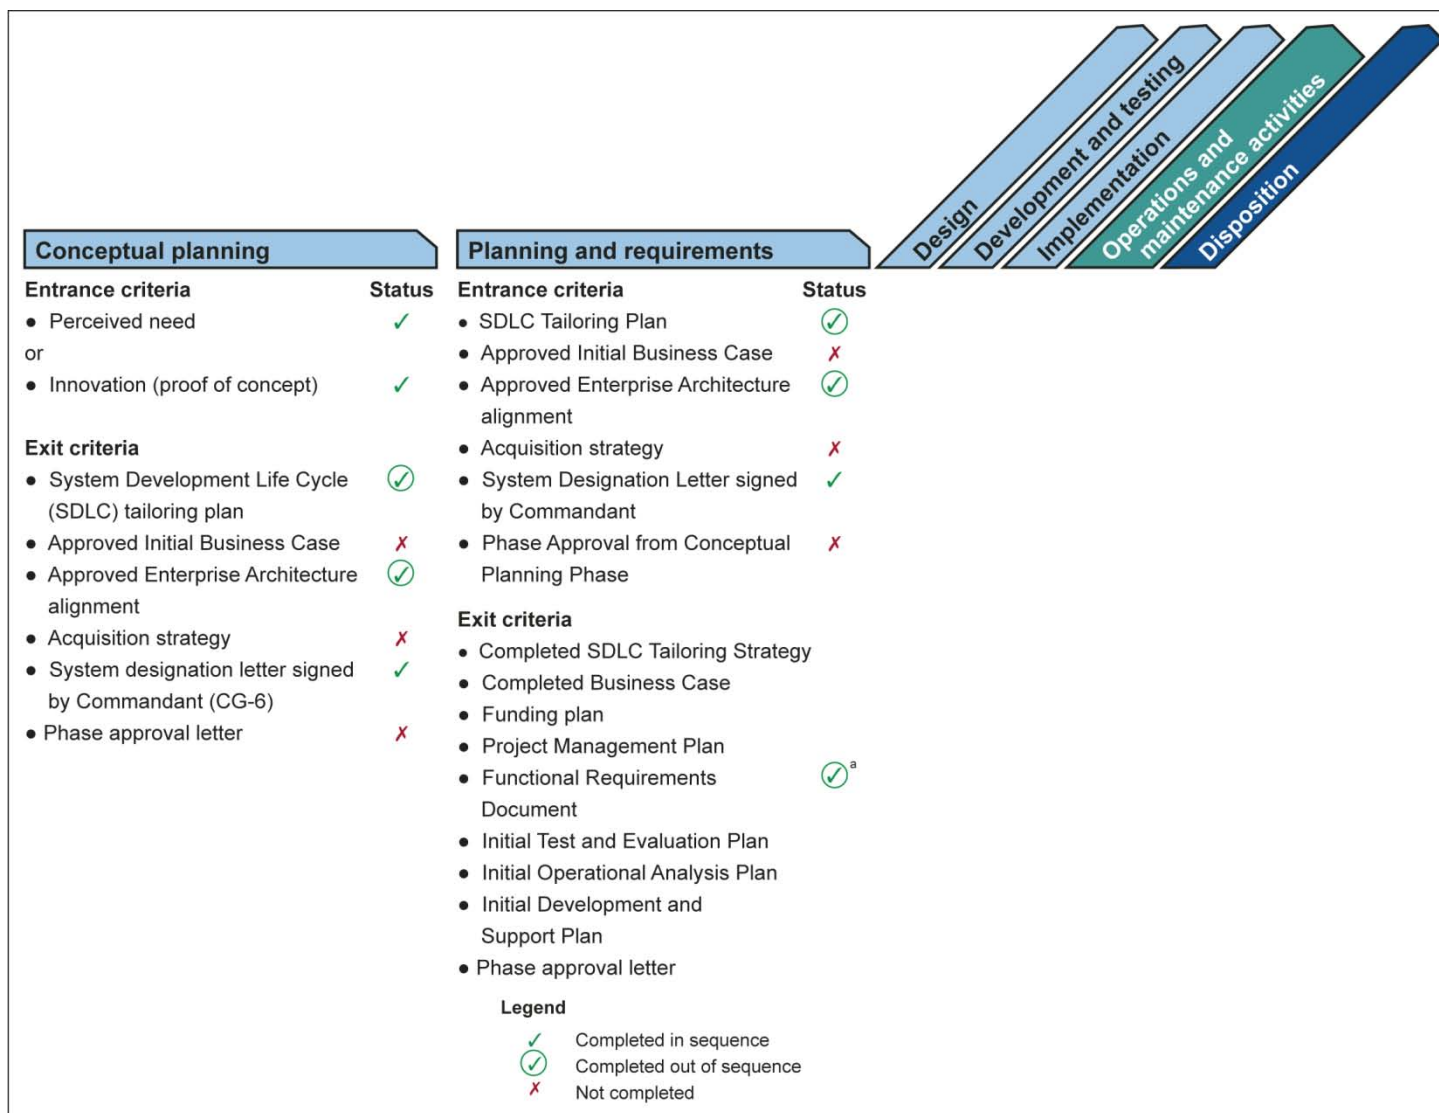 Design
Development and testing
Implementation
Operations and
maintenance activities
Disposition
Conceptual planning
Entrance criteria Status
● Perceived need ✓
or
● Innovation (proof of concept) ✓
Exit criteria
● System Development Life Cycle ✓
(SDLC) tailoring plan
● Approved Initial Business Case ✗
● Approved Enterprise Architecture ✓
alignment
● Acquisition strategy ✗
● System designation letter signed ✓
by Commandant (CG-6)
● Phase approval letter ✗
Planning and requirements
Entrance criteria Status
● SDLC Tailoring Plan ✓
● Approved Initial Business Case ✗
● Approved Enterprise Architecture ✓
alignment
● Acquisition strategy ✗
● System Designation Letter signed ✓
by Commandant
● Phase Approval from Conceptual ✗
Planning Phase
Exit criteria
● Completed SDLC Tailoring Strategy
● Completed Business Case
● Funding plan
● Project Management Plan
● Functional Requirements ✓ a
Document
● Initial Test and Evaluation Plan
● Initial Operational Analysis Plan
● Initial Development and
Support Plan
● Phase approval letter
Legend
✓ Completed in sequence
✓ Completed out of sequence
✗ Not completed